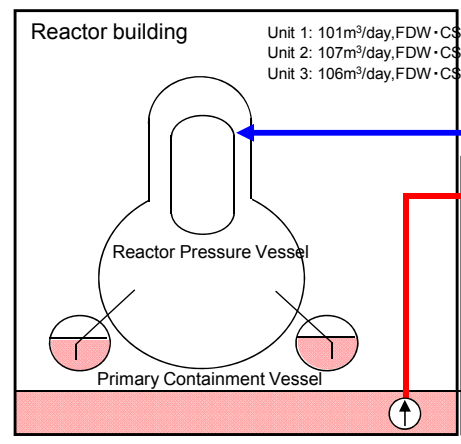 Reactor building
Unit 1: 101m³/day,FDW・CS
Unit 2: 107m³/day,FDW・CS
Unit 3: 106m³/day,FDW・CS
Reactor Pressure Vessel
Primary Containment Vessel